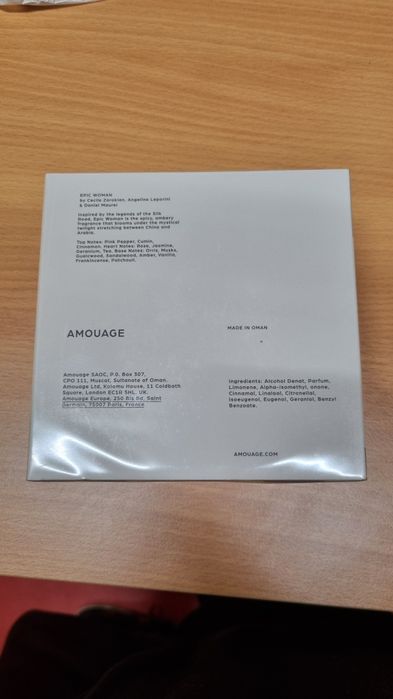 EPIC WOMAN
by Cecile Zarokian, Angeline Leporini
& Daniel Maurel
Inspired by the legends of the Silk
Road, Epic Woman is the spicy, ambery
fragrance that blooms under the mystical
twilight stretching between China and
Arabia.
Top Notes: Pink Pepper, Cumin,
Cinnamon. Heart Notes: Rose, Jasmine,
Geranium, Tea. Base Notes: Orris, Musks,
Guaicwood, Sandalwood, Amber, Vanilla,
Frankincense, Patchouli.
AMOUAGE
MADE IN OMAN
Amouage SAOC, P.O. Box 307,
CPO 111, Muscat, Sultanate of Oman.
Amouage Ltd, Kolamu House, 11 Coldbath
Square, London EC1R 5HL. UK.
Amouage Europe, 250 Bis Bd. Saint
Germain, 75007 Paris, France
Ingredients: Alcohol Denat, Parfum,
Limonene, Alpha-isomethyl, onone,
Cinnamal, Linalool, Citronellal,
Isoeugenol, Eugenol, Geraniol, Benzyl
Benzoate.
AMOUAGE.COM